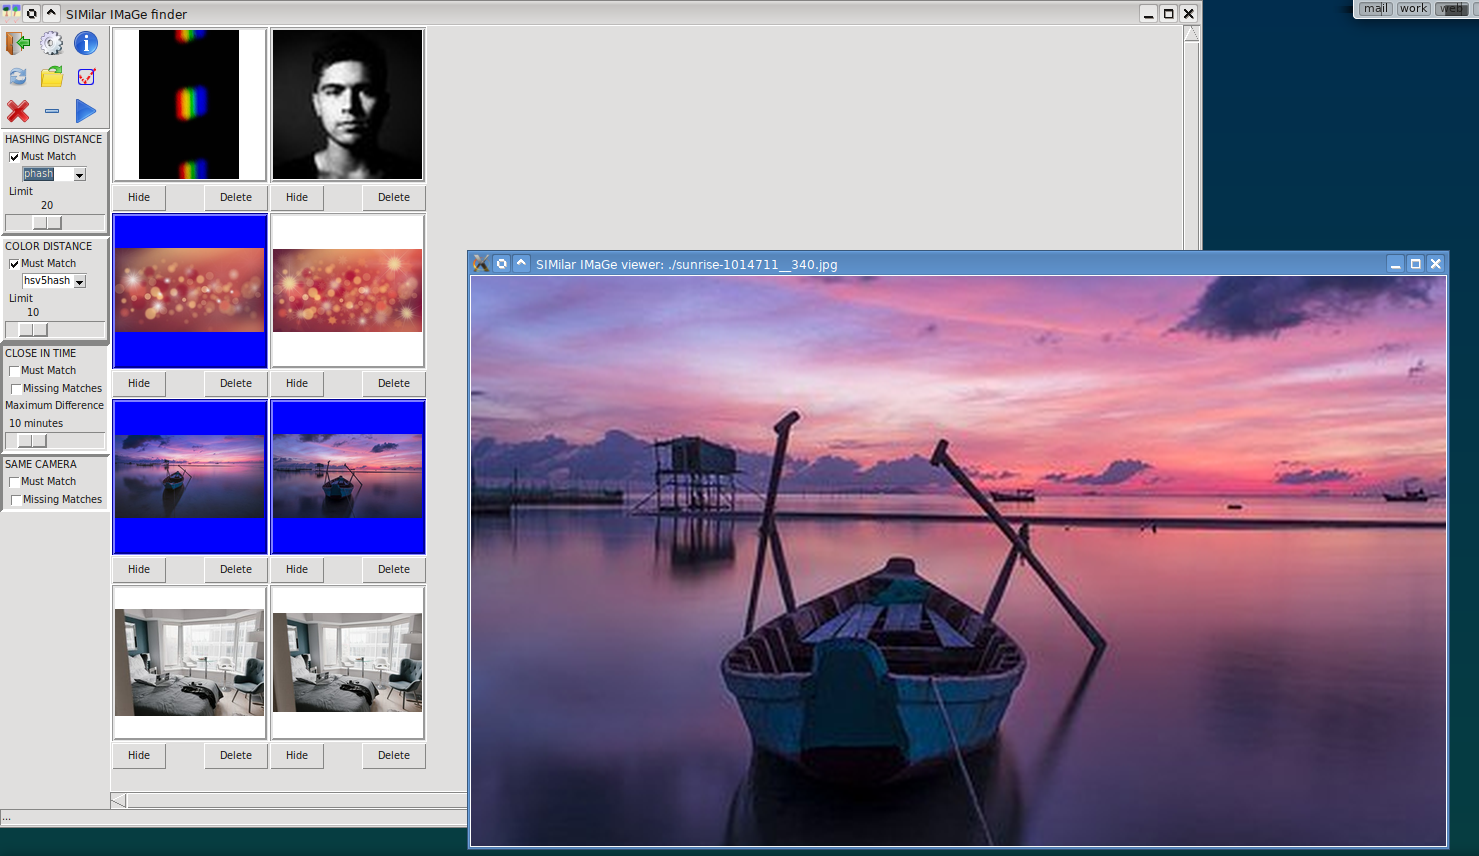 SIMilar IMaGe finder
mail work web
HASHING DISTANCE
Must Match
phash
Limit
20
COLOR DISTANCE
Must Match
hsv5hash
Limit
10
CLOSE IN TIME
Must Match
Missing Matches
Maximum Difference
10 minutes
SAME CAMERA
Must Match
Missing Matches
Hide Delete Hide Delete
Hide Delete Hide Delete
Hide Delete Hide Delete
Hide Delete Hide Delete
SIMilar IMaGe viewer: ./sunrise-1014711__340.jpg
...